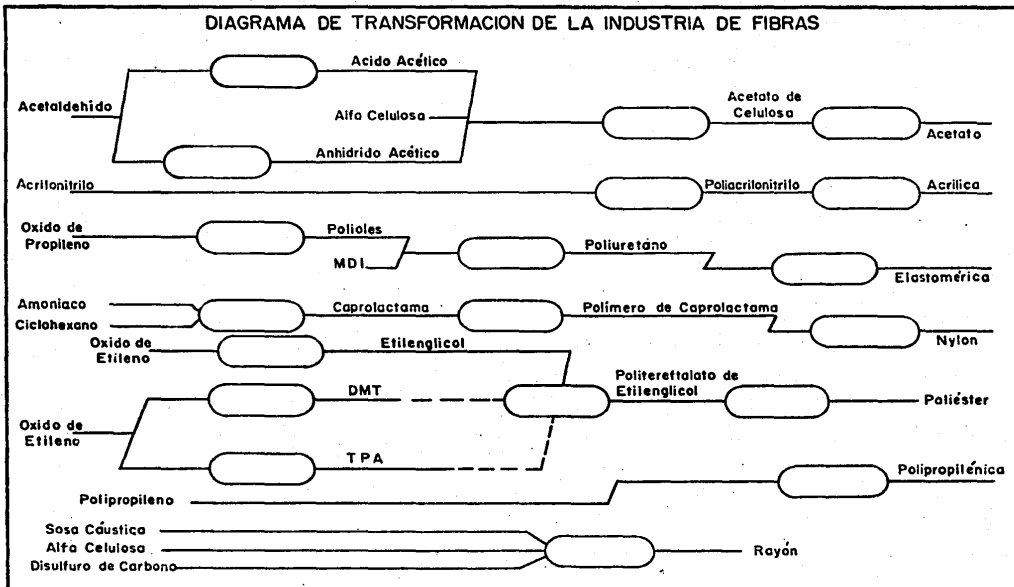 DIAGRAMA DE TRANSFORMACION DE LA INDUSTRIA DE FIBRAS
Acido Acético
Acetaldehído
Alfa Celulosa
Acetato de
Celulosa
Acetato
Anhidrido Acético
Acrilonitrilo
Poliacrilonitrilo
Acrilica
Oxido de
Propileno
Polioles
MDI
Poliuretano
Elastomérica
Amoniaco
Ciclohexano
Caprolactama
Polímero de Caprolactama
Nylon
Oxido de
Etileno
Etilenglicol
DMT
Politereftalato de
Etilenglicol
Poliéster
Oxido de
Etileno
TPA
Polipropilénica
Polipropileno
Sosa Cáustica
Alfa Celulosa
Disulfuro de Carbono
Rayón